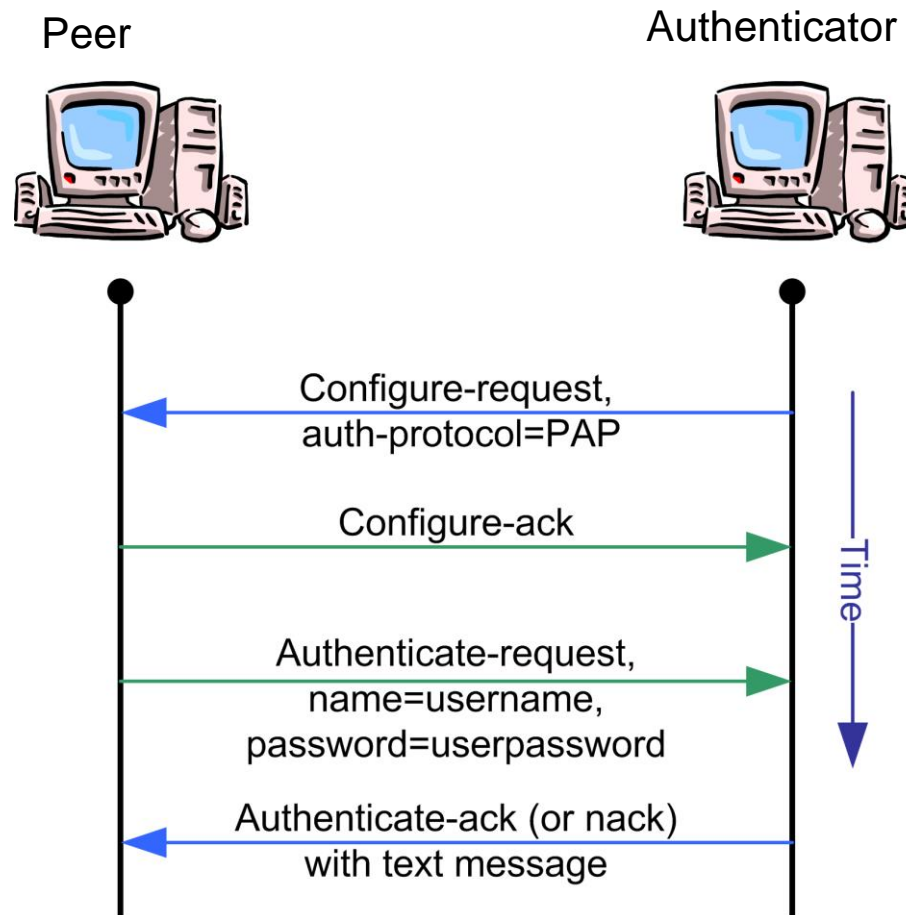 Peer
Authenticator
Configure-request,
auth-protocol=PAP
Configure-ack
Time
Authenticate-request,
name=username,
password=userpassword
Authenticate-ack (or nack)
with text message